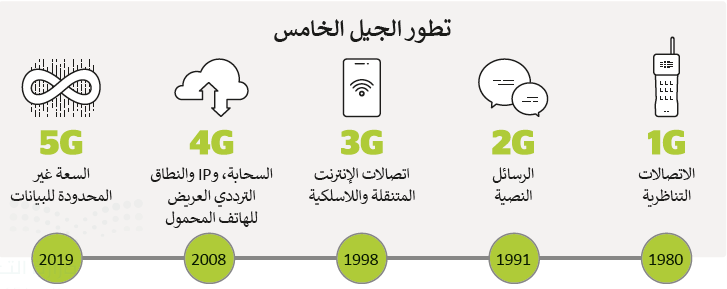 تطور الجيل الخامس
1G
الاتصالات
التناظرية
1980
2G
الرسائل
النصية
1991
3G
اتصالات الإنترنت
المتنقلة واللاسلكية
1998
4G
السحابة، وIP والنطاق
الترددي العريض
للهاتف المحمول
2008
5G
السعة غير
المحدودة للبيانات
2019